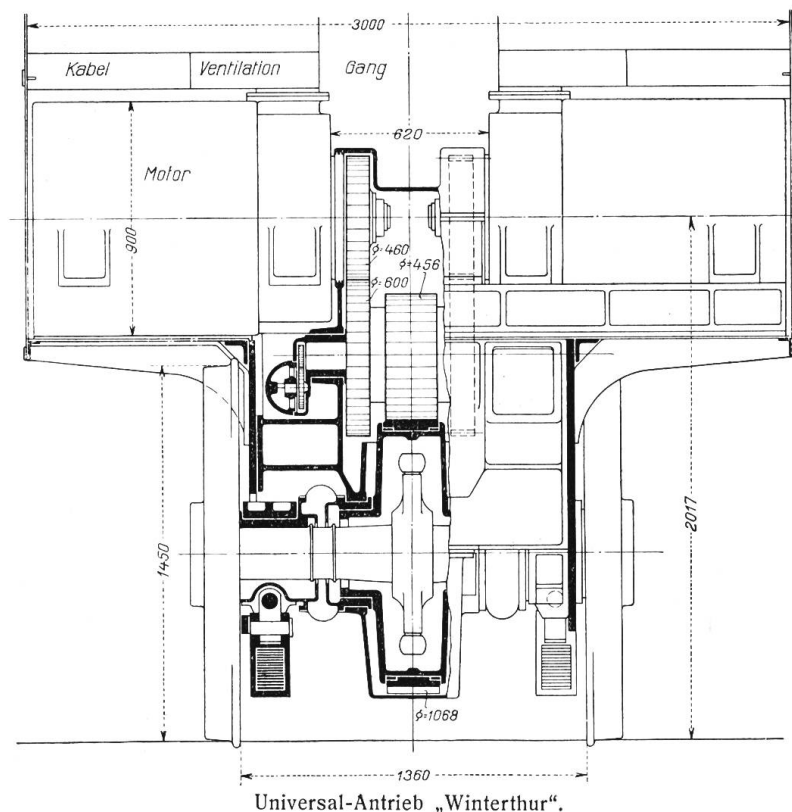 3000
Kabel Ventilation Gang
620
Motor
900
ϕ=460
ϕ=456
ϕ=600
2017
1450
ϕ=1068
1360
Universal-Antrieb „Winterthur“.